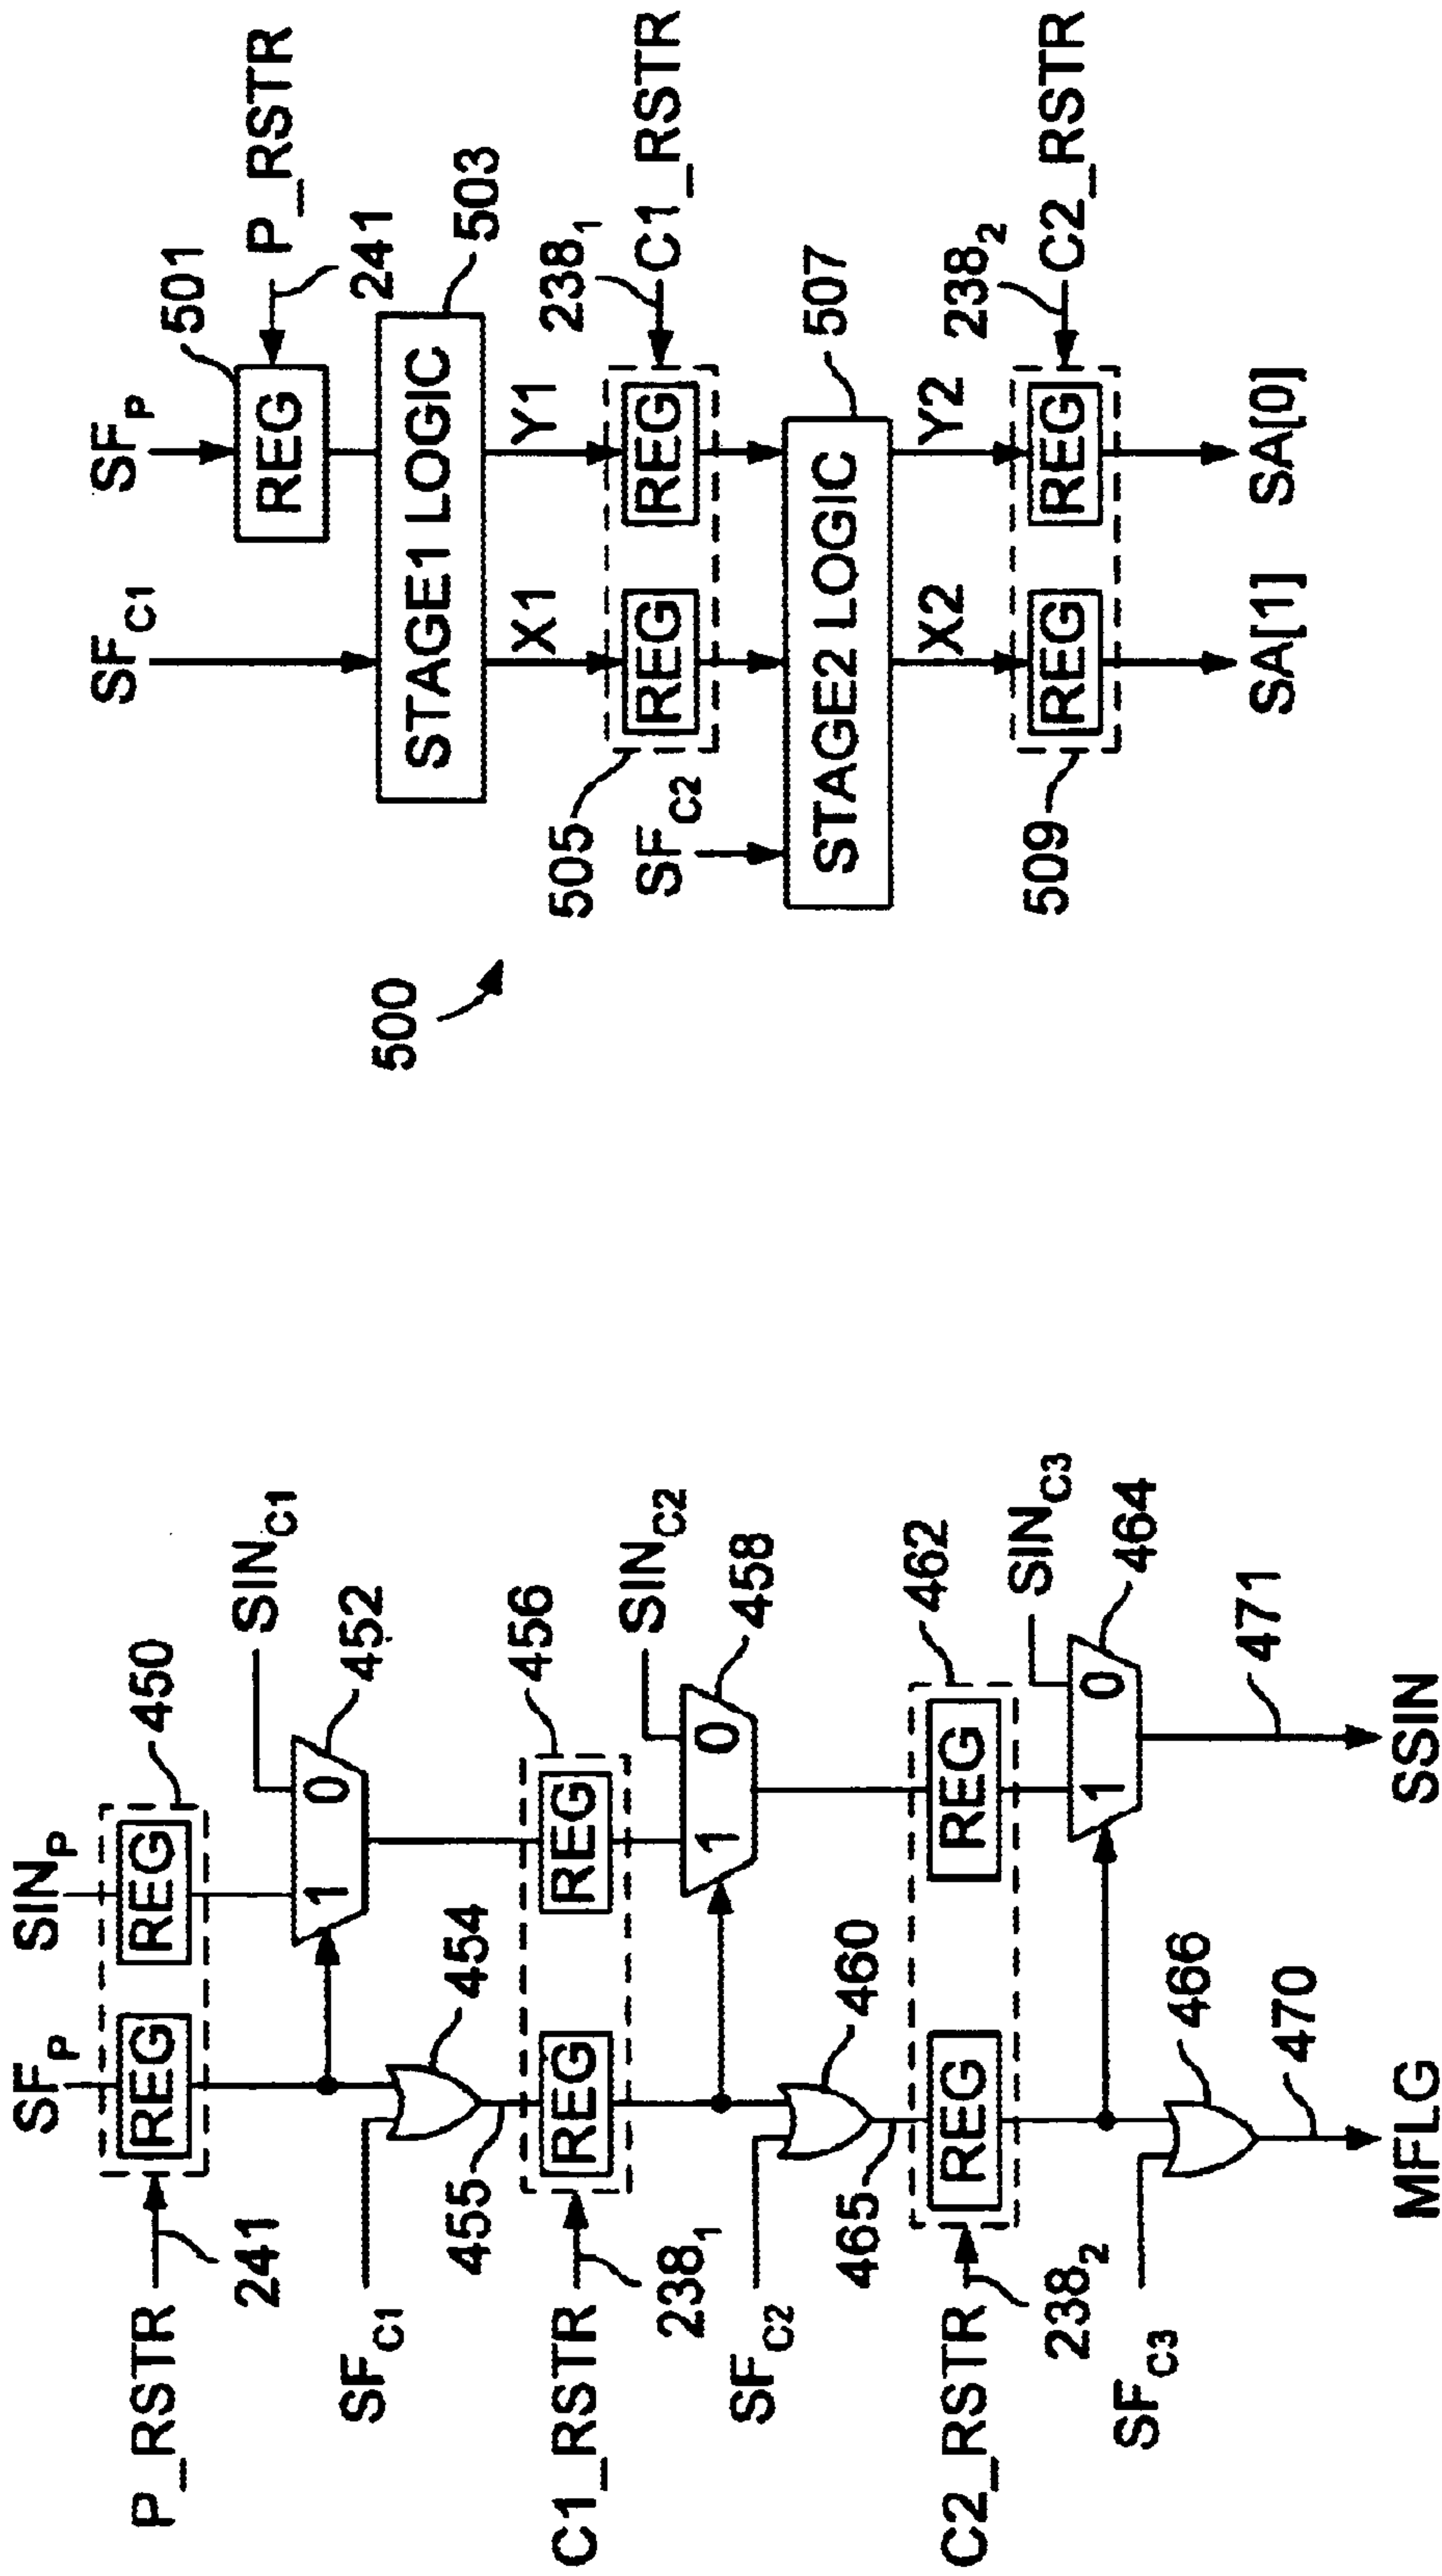 SF_P SIN_P
P_RSTR
241
REG REG
450
SIN_C1
1 0
452
SF_C1
454
455
C1_RSTR
238_1
REG REG
456
SIN_C2
1 0
458
SF_C2
460
465
C2_RSTR
238_2
REG REG
462
SIN_C3
1 0
464
SF_C3
466
470
471
MFLG SSIN
500
SF_C1 SF_P
501
REG
P_RSTR
241
STAGE1 LOGIC
503
X1 Y1
505
REG REG
238_1
C1_RSTR
SF_C2
STAGE2 LOGIC
507
X2 Y2
509
REG REG
238_2
C2_RSTR
SA[1] SA[0]